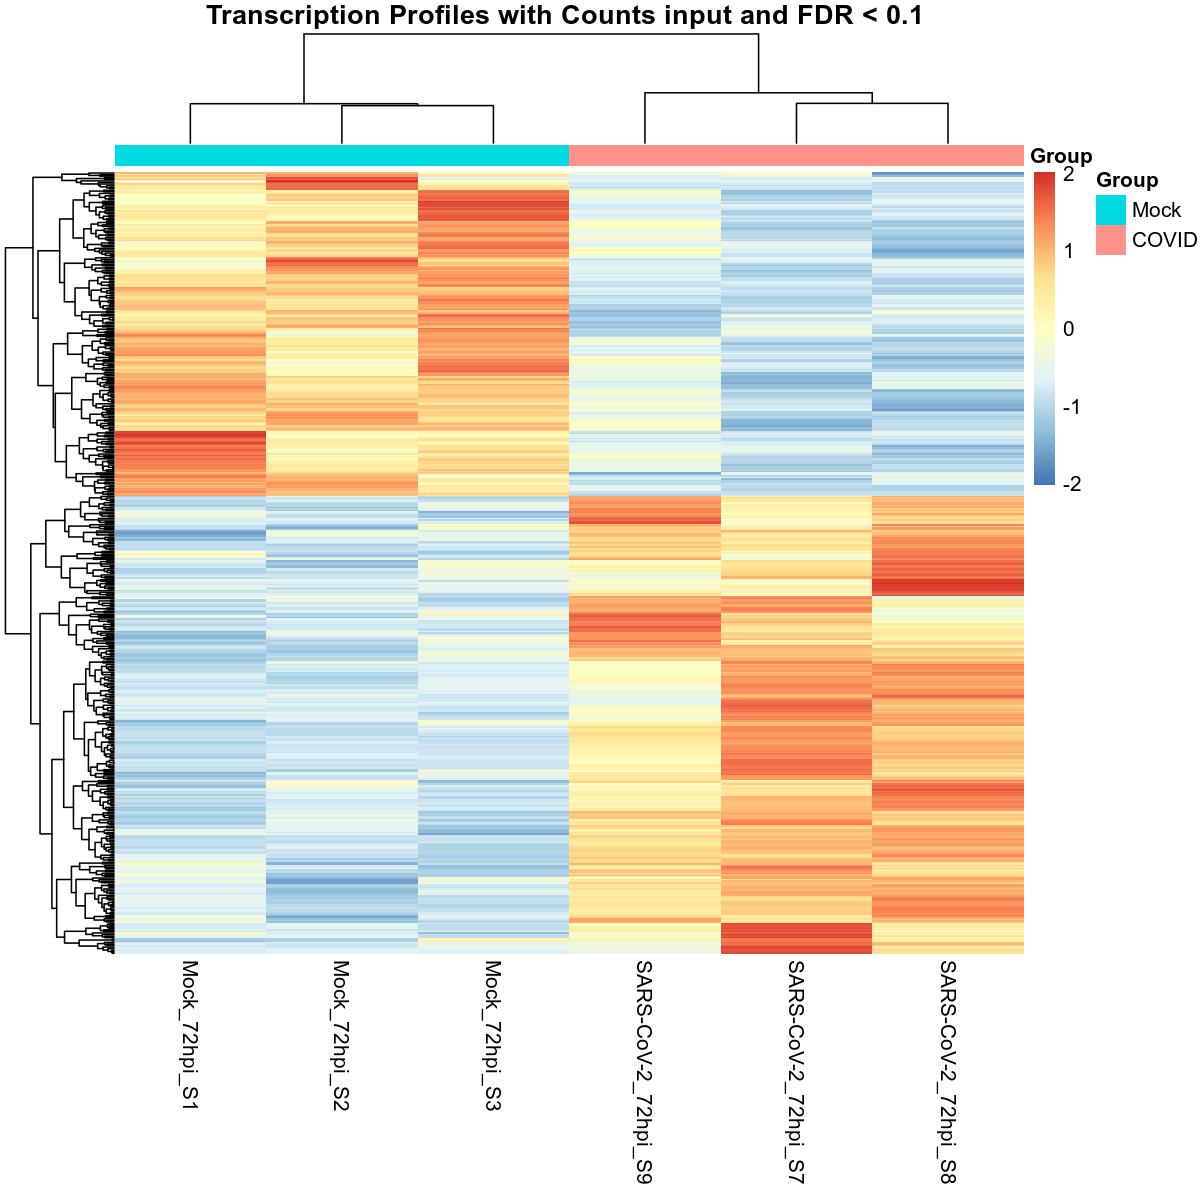 Transcription Profiles with Counts input and FDR < 0.1
Group
2
1
0
-1
-2
Group
Mock
COVID
Mock_72hpi_S1
Mock_72hpi_S2
Mock_72hpi_S3
SARS-CoV-2_72hpi_S9
SARS-CoV-2_72hpi_S7
SARS-CoV-2_72hpi_S8